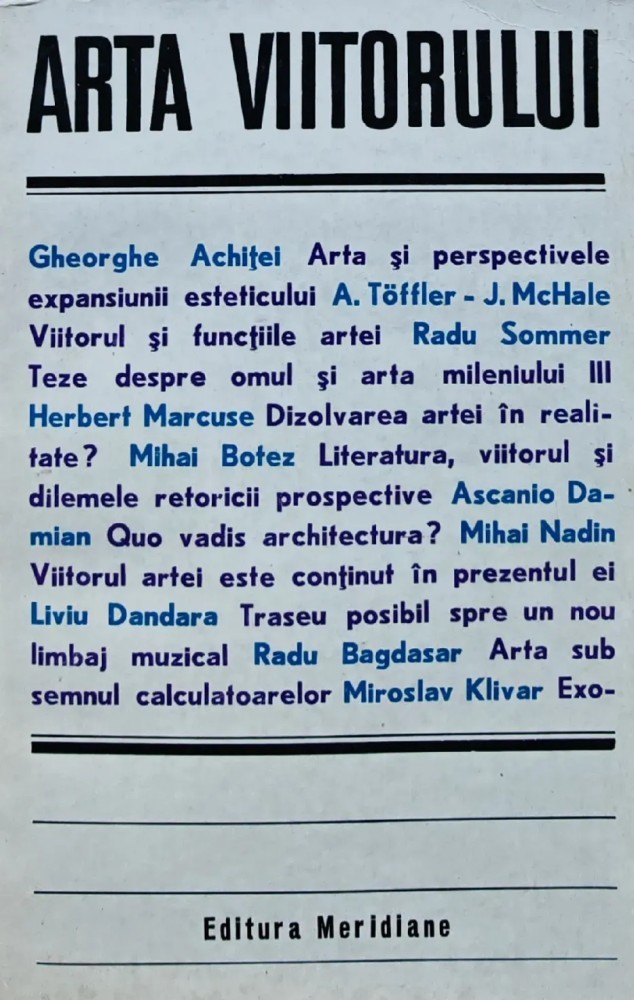 ARTA VIITORULUI
Gheorghe Achiţei Arta şi perspectivele
expansiunii esteticului A. Töffler - J. McHale
Viitorul şi funcţiile artei Radu Sommer
Teze despre omul şi arta mileniului III
Herbert Marcuse Dizolvarea artei în reali-
tate? Mihai Botez Literatura, viitorul şi
dilemele retoricii prospective Ascanio Da-
mian Quo vadis architectura? Mihai Nadin
Viitorul artei este conţinut în prezentul ei
Liviu Dandara Traseu posibil spre un nou
limbaj muzical Radu Bagdasar Arta sub
semnul calculatoarelor Miroslav Klivar Exo-
Editura Meridiane